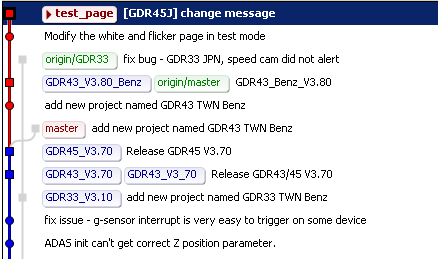 test_page [GDR45J] change message
Modify the white and flicker page in test mode
origin/GDR33 fix bug - GDR33 JPN, speed cam did not alert
GDR43_V3.80_Benz origin/master GDR43_Benz_V3.80
add new project named GDR43 TWN Benz
master add new project named GDR43 TWN Benz
GDR45_V3.70 Release GDR45 V3.70
GDR43_V3.70 GDR43_V3_70 Release GDR43/45 V3.70
GDR33_V3.10 add new project named GDR33 TWN Benz
fix issue - g-sensor interrupt is very easy to trigger on some device
ADAS init can't get correct Z position parameter.